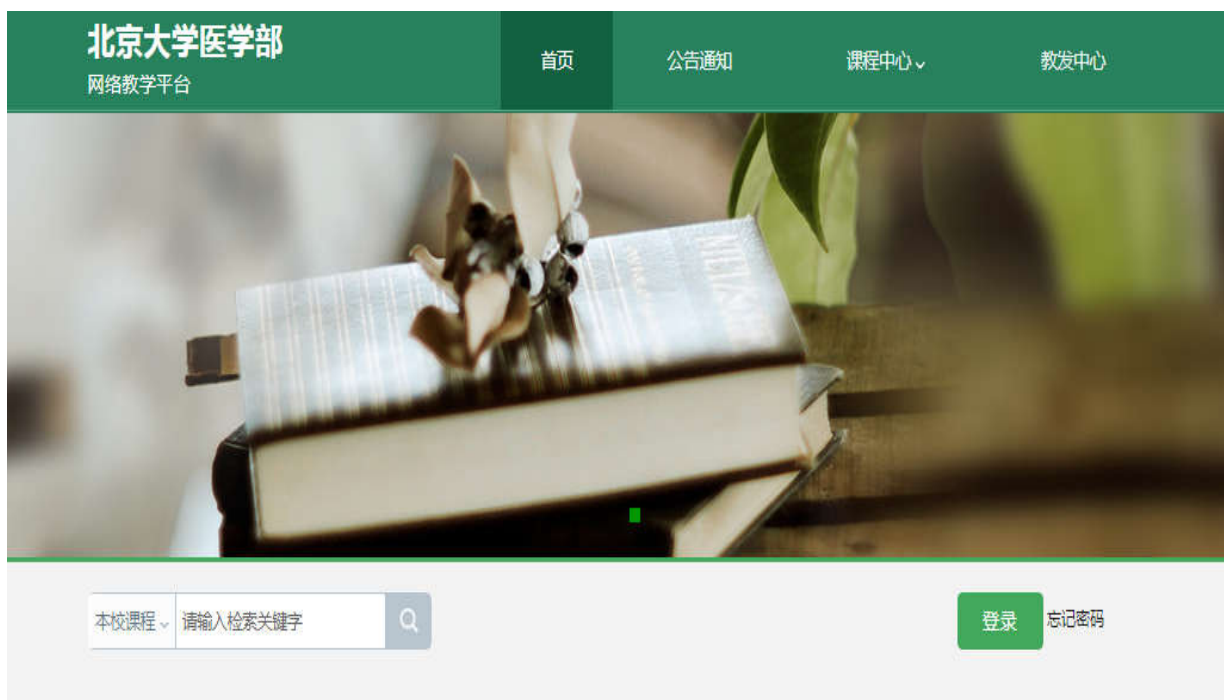 北京大学医学部
网络教学平台
首页 公告通知 课程中心 教发中心
本校课程 请输入检索关键字 登录 忘记密码